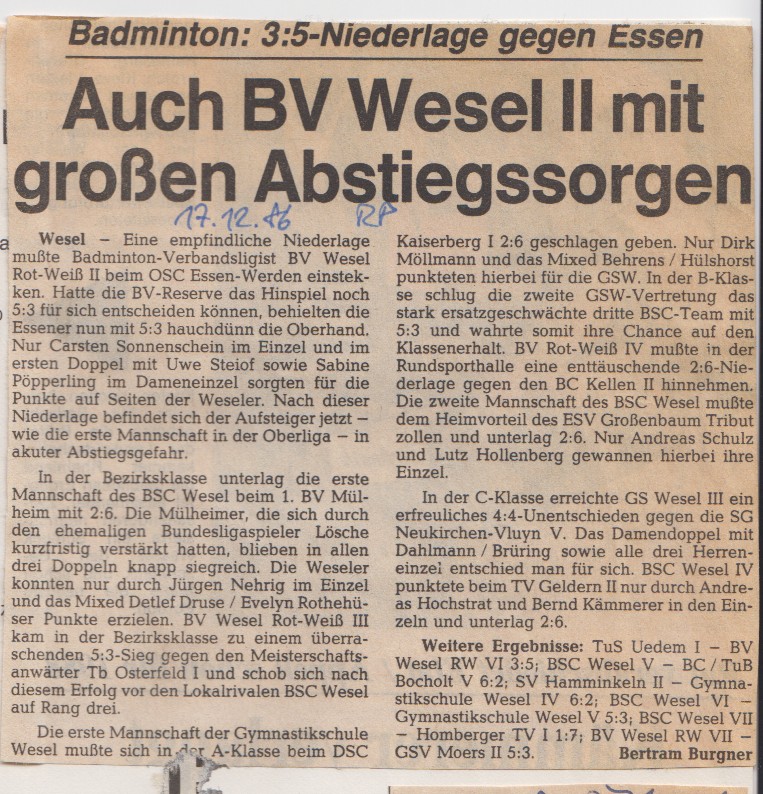 Badminton: 3:5-Niederlage gegen Essen
Auch BV Wesel II mit
großen Abstiegssorgen
17.12.86 RP
Wesel – Eine empfindliche Niederlage
mußte Badminton-Verbandsligist BV Wesel
Rot-Weiß II beim OSC Essen-Werden einstek-
ken. Hatte die BV-Reserve das Hinspiel noch
5:3 für sich entscheiden können, behielten die
Essener nun mit 5:3 hauchdünn die Oberhand.
Nur Carsten Sonnenschein im Einzel und im
ersten Doppel mit Uwe Steiof sowie Sabine
Pöpperling im Dameneinzel sorgten für die
Punkte auf Seiten der Weseler. Nach dieser
Niederlage befindet sich der Aufsteiger jetzt –
wie die erste Mannschaft in der Oberliga – in
akuter Abstiegsgefahr.
In der Bezirksklasse unterlag die erste
Mannschaft des BSC Wesel beim 1. BV Mül-
heim mit 2:6. Die Mülheimer, die sich durch
den ehemaligen Bundesligaspieler Lösche
kurzfristig verstärkt hatten, blieben in allen
drei Doppeln knapp siegreich. Die Weseler
konnten nur durch Jürgen Nehrig im Einzel
und das Mixed Detlef Druse / Evelyn Rothehü-
ser Punkte erzielen. BV Wesel Rot-Weiß III
kam in der Bezirksklasse zu einem überra-
schenden 5:3-Sieg gegen den Meisterschafts-
anwärter Tb Osterfeld I und schob sich nach
diesem Erfolg vor den Lokalrivalen BSC Wesel
auf Rang drei.
Die erste Mannschaft der Gymnastikschule
Wesel mußte sich in der A-Klasse beim DSC
Kaiserberg I 2:6 geschlagen geben. Nur Dirk
Möllmann und das Mixed Behrens / Hülshorst
punkteten hierbei für die GSW. In der B-Klas-
se schlug die zweite GSW-Vertretung das
stark ersatzgeschwächte dritte BSC-Team mit
5:3 und wahrte somit ihre Chance auf den
Klassenerhalt. BV Rot-Weiß IV mußte in der
Rundsporthalle eine enttäuschende 2:6-Nie-
derlage gegen den BC Kellen II hinnehmen.
Die zweite Mannschaft des BSC Wesel mußte
dem Heimvorteil des ESV Großenbaum Tribut
zollen und unterlag 2:6. Nur Andreas Schulz
und Lutz Hollenberg gewannen hierbei ihre
Einzel.
In der C-Klasse erreichte GS Wesel III ein
erfreuliches 4:4-Unentschieden gegen die SG
Neukirchen-Vluyn V. Das Damendoppel mit
Dahlmann / Brüring sowie alle drei Herren-
einzel entschied man für sich. BSC Wesel IV
punktete beim TV Geldern II nur durch Andre-
as Hochstrat und Bernd Kämmerer in den Ein-
zeln und unterlag 2:6.
Weitere Ergebnisse: TuS Uedem I – BV
Wesel RW VI 3:5; BSC Wesel V – BC / TuB
Bocholt V 6:2; SV Hamminkeln II – Gymna-
stikschule Wesel IV 6:2; BSC Wesel VI –
Gymnastikschule Wesel V 5:3; BSC Wesel VII
– Homberger TV I 1:7; BV Wesel RW VII –
GSV Moers II 5:3. Bertram Burgner